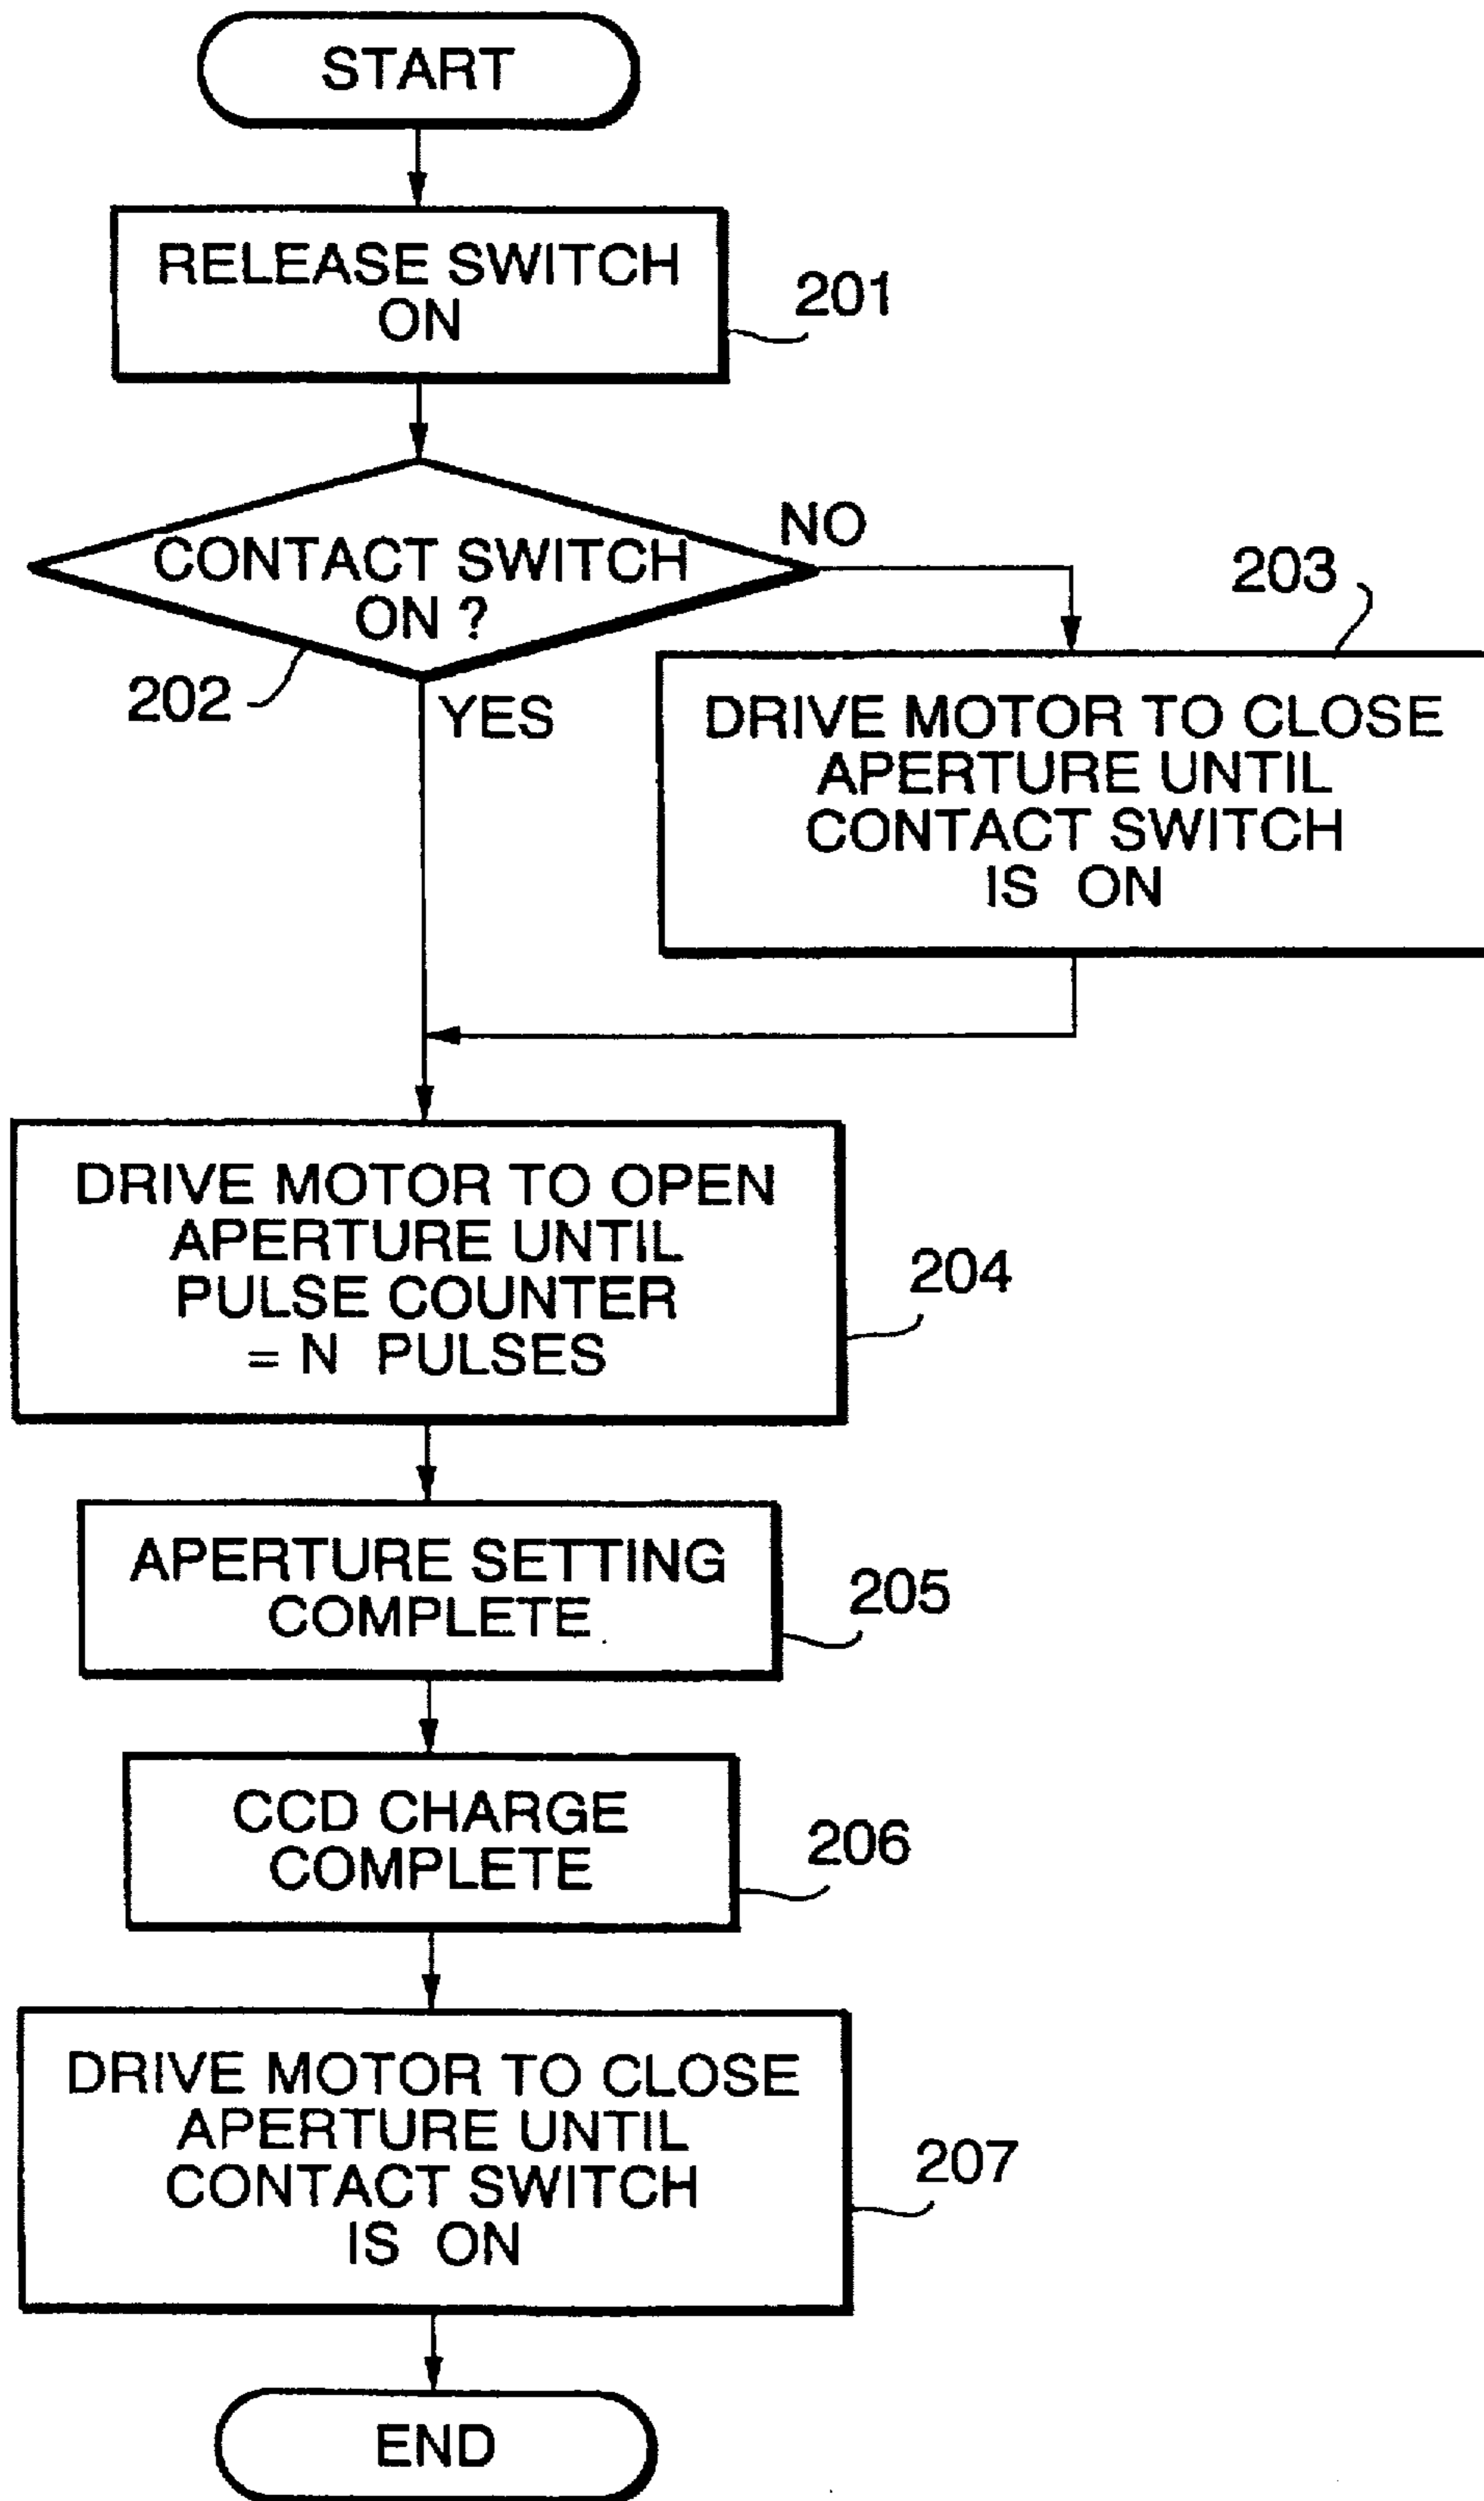 START
RELEASE SWITCH
ON
201
CONTACT SWITCH
ON ?
NO
202
YES
203
DRIVE MOTOR TO CLOSE
APERTURE UNTIL
CONTACT SWITCH
IS ON
DRIVE MOTOR TO OPEN
APERTURE UNTIL
PULSE COUNTER
= N PULSES
204
APERTURE SETTING
COMPLETE
205
CCD CHARGE
COMPLETE
206
DRIVE MOTOR TO CLOSE
APERTURE UNTIL
CONTACT SWITCH
IS ON
207
END